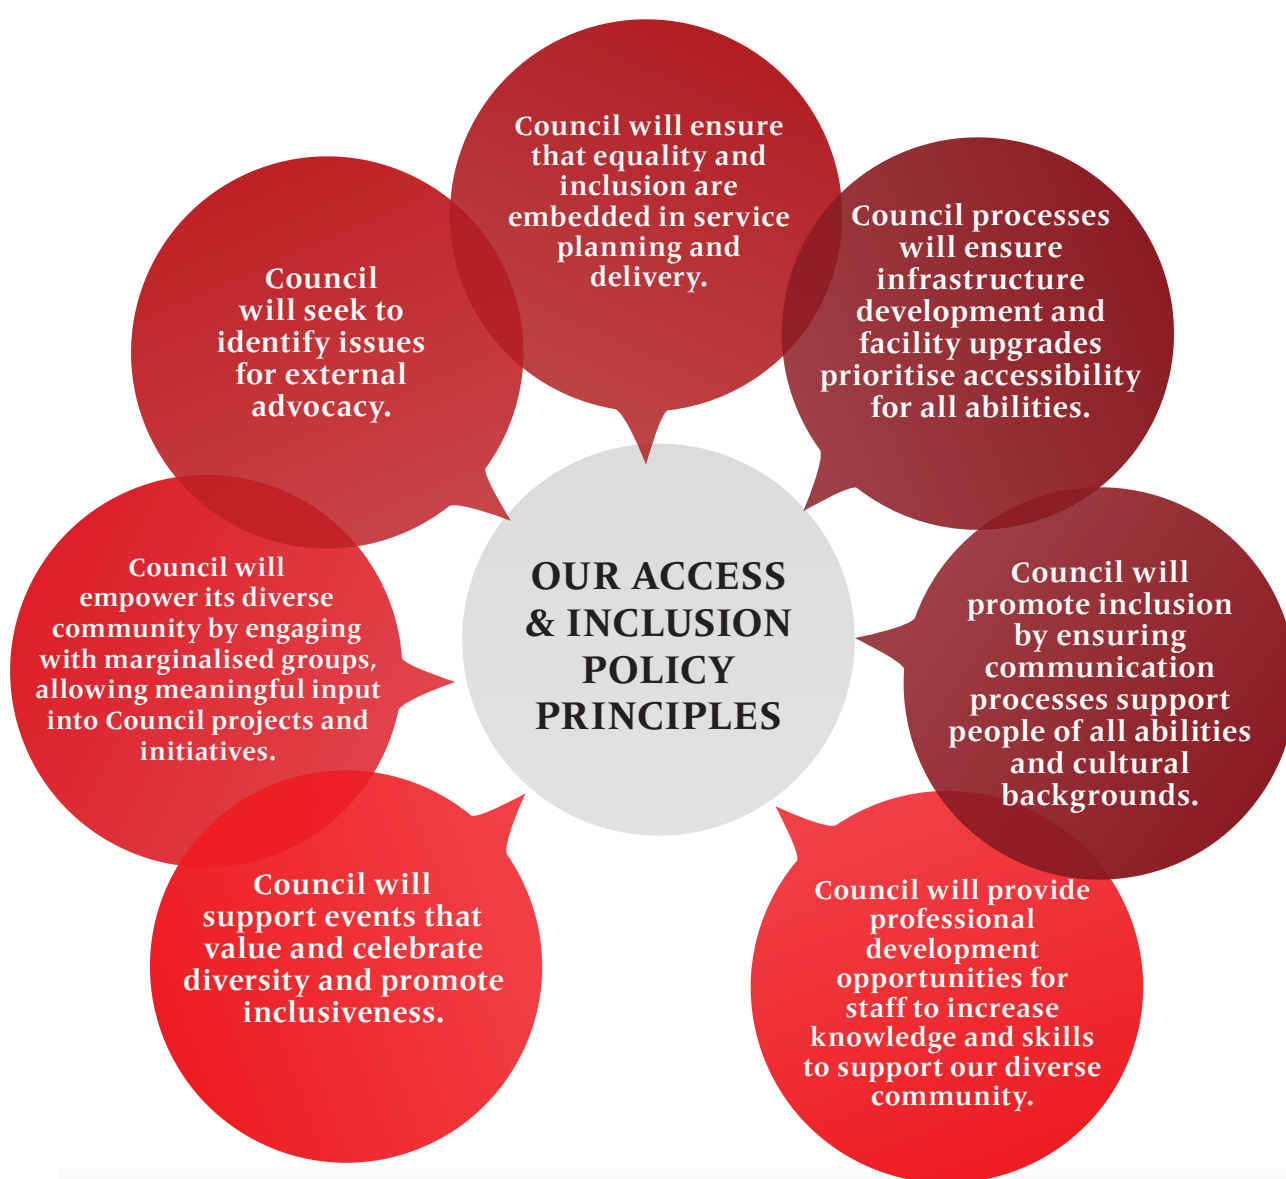 Council will ensure
that equality and
inclusion are
embedded in service
planning and
delivery.
Council processes
will ensure
infrastructure
development and
facility upgrades
prioritise accessibility
for all abilities.
Council will
promote inclusion
by ensuring
communication
processes support
people of all abilities
and cultural
backgrounds.
Council will provide
professional
development
opportunities for
staff to increase
knowledge and skills
to support our diverse
community.
Council will
support events that
value and celebrate
diversity and promote
inclusiveness.
Council will
empower its diverse
community by engaging
with marginalised groups,
allowing meaningful input
into Council projects and
initiatives.
Council
will seek to
identify issues
for external
advocacy.
OUR ACCESS
& INCLUSION
POLICY
PRINCIPLES